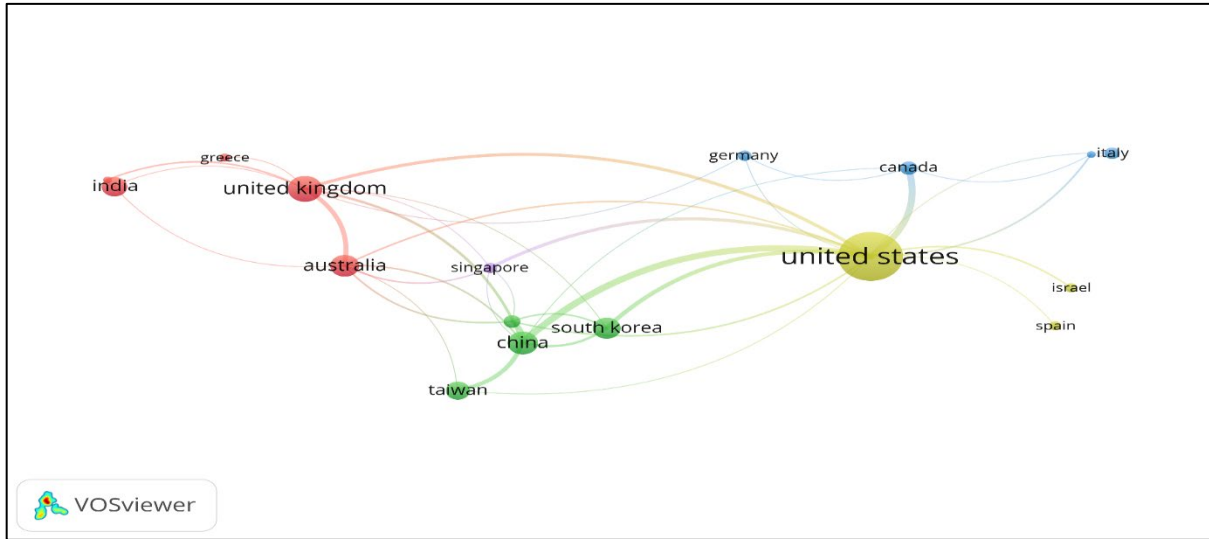 greece
india
united kingdom
germany
canada
italy
australia
singapore
united states
israel
south korea
spain
china
taiwan
VOSviewer